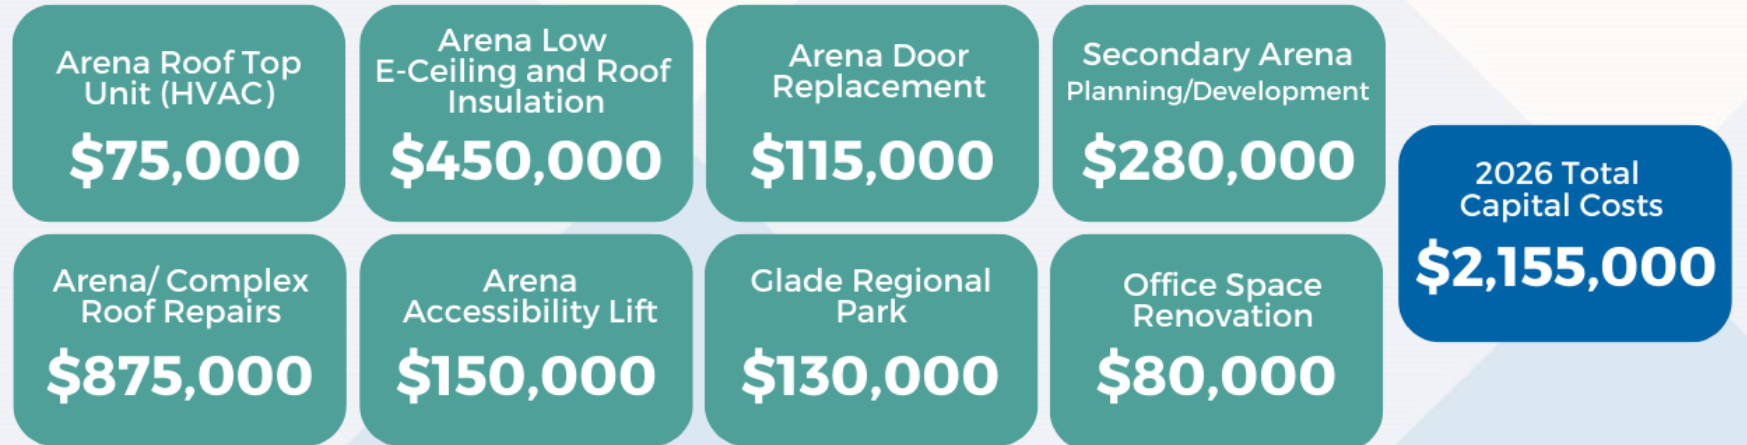 Arena Roof Top
Unit (HVAC)
$75,000
Arena Low
E-Ceiling and Roof
Insulation
$450,000
Arena Door
Replacement
$115,000
Secondary Arena
Planning/Development
$280,000
Arena/ Complex
Roof Repairs
$875,000
Arena
Accessibility Lift
$150,000
Glade Regional
Park
$130,000
Office Space
Renovation
$80,000
2026 Total
Capital Costs
$2,155,000